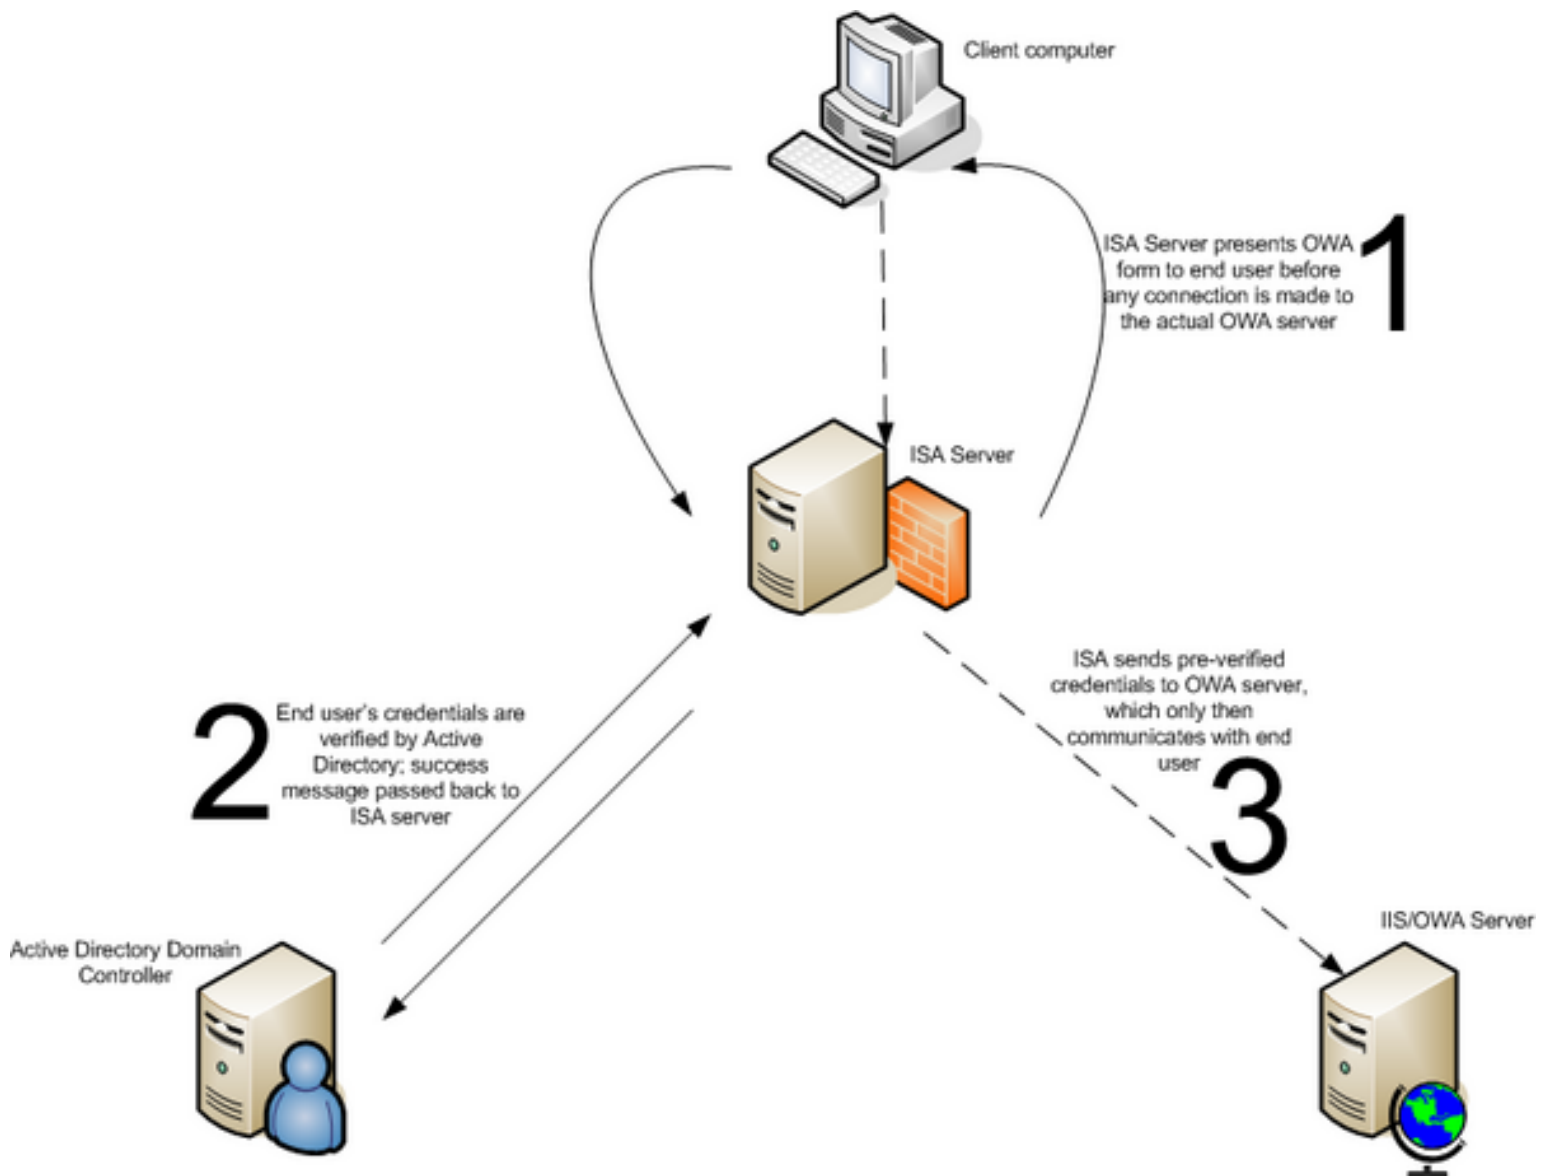 Client computer
1
ISA Server presents OWA
form to end user before
any connection is made to
the actual OWA server
ISA Server
2
End user's credentials are
verified by Active
Directory; success
message passed back to
ISA server
ISA sends pre-verified
credentials to OWA server,
which only then
communicates with end
user
3
Active Directory Domain
Controller
IIS/OWA Server